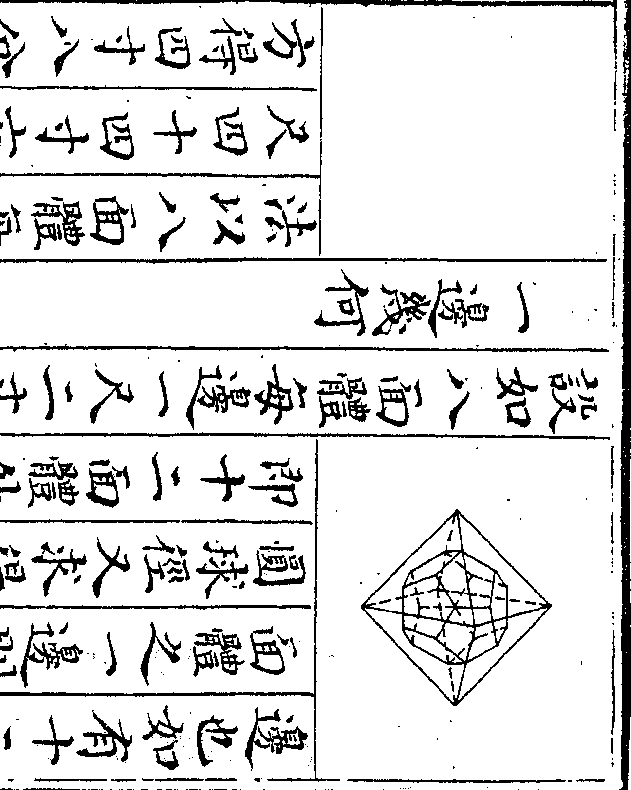 邊也如有十
面體之一邊則
圓球徑又求得
即十二面體
設如八面體每邊一尺二寸
一邊幾何
法以八面體每
尺四十四寸六
方得四寸八分